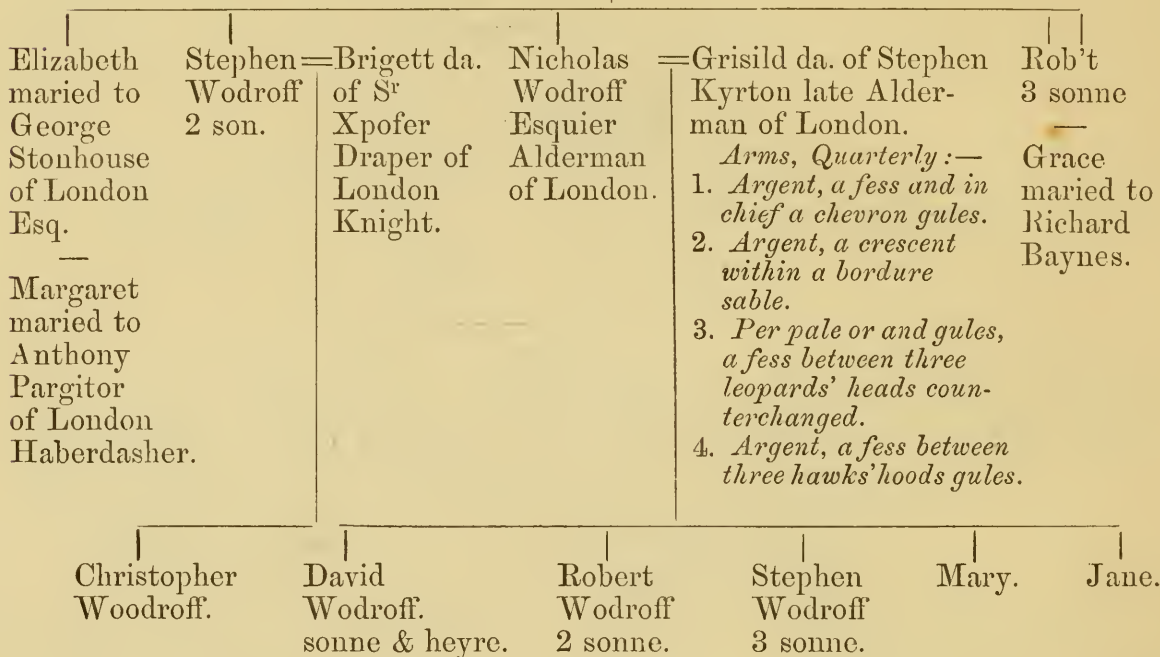 Elizabeth
maried to
George
Stonhouse
of London
Esq.
—
Margaret
maried to
Anthony
Pargitor
of London
Haberdasher.
Stephen
Wodroff
2 son.
=Brigett da.
of Sʳ
Xpofer
Draper of
London
Knight.
Nicholas
Wodroff
Esquier
Alderman
of London.
=Grisild da. of Stephen
Kyrton late Alder-
man of London.
Arms, Quarterly:—
1. Argent, a fess and in
chief a chevron gules.
2. Argent, a crescent
within a bordure
sable.
3. Per pale or and gules,
a fess between three
leopards' heads coun-
terchanged.
4. Argent, a fess between
three hawks' hoods gules.
Rob't
3 sonne
—
Grace
maried to
Richard
Baynes.
Christopher
Woodroff.
David
Wodroff.
sonne & heyre.
Robert
Wodroff
2 sonne.
Stephen
Wodroff
3 sonne.
Mary.
Jane.